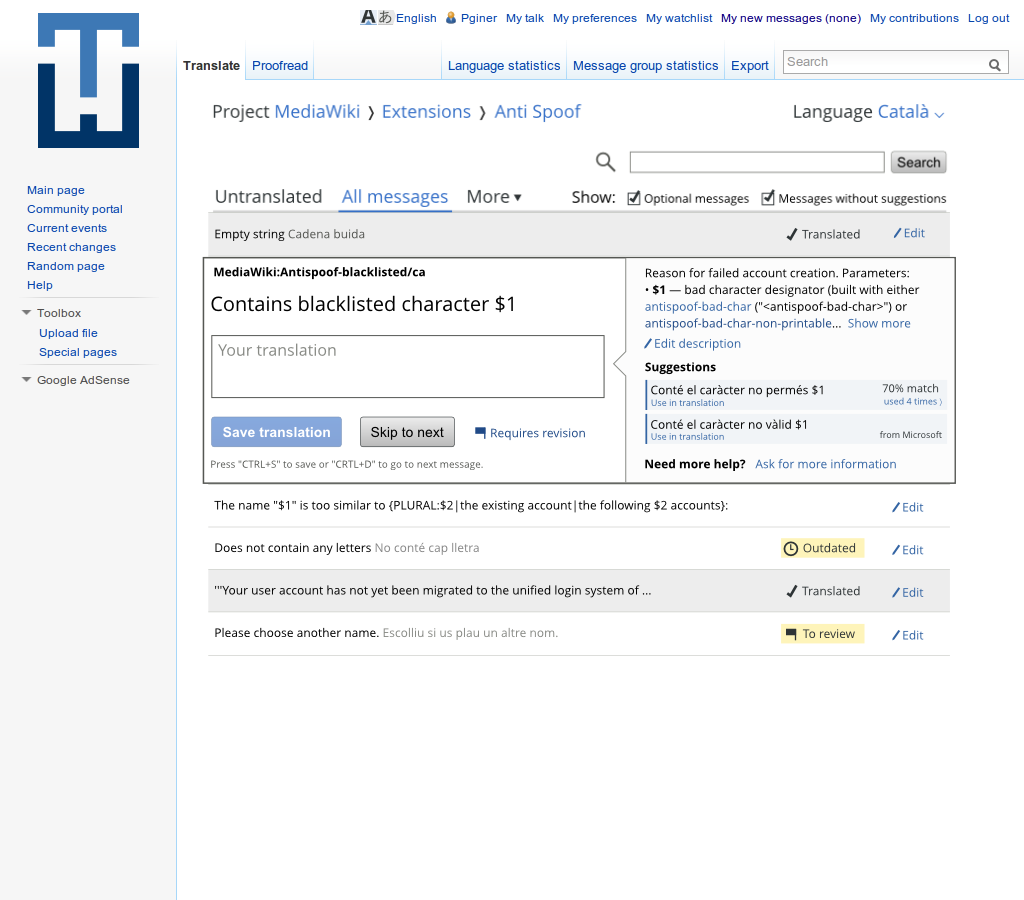 Aあ English Pginer My talk My preferences My watchlist My new messages (none) My contributions Log out
Translate Proofread Language statistics Message group statistics Export Search
Project MediaWiki ❭ Extensions ❭ Anti Spoof Language Català
Search
Main page
Community portal
Current events
Recent changes
Random page
Help
Toolbox
Upload file
Special pages
Google AdSense
Untranslated All messages More ▾ Show: Optional messages Messages without suggestions
Empty string Cadena buida Translated Edit
MediaWiki:Antispoof-blacklisted/ca
Contains blacklisted character $1
Your translation
Save translation Skip to next Requires revision
Press "CTRL+S" to save or "CRTL+D" to go to next message.
Reason for failed account creation. Parameters:
• $1 — bad character designator (built with either
antispoof-bad-char ("<antispoof-bad-char>") or
antispoof-bad-char-non-printable... Show more
Edit description
Suggestions
Conté el caràcter no permés $1 70% match
Use in translation used 4 times ⟩
Conté el caràcter no vàlid $1
Use in translation from Microsoft
Need more help? Ask for more information
The name "$1" is too similar to {PLURAL:$2|the existing account|the following $2 accounts}: Edit
Does not contain any letters No conté cap lletra Outdated Edit
'''Your user account has not yet been migrated to the unified login system of ... Translated Edit
Please choose another name. Escolliu si us plau un altre nom. To review Edit